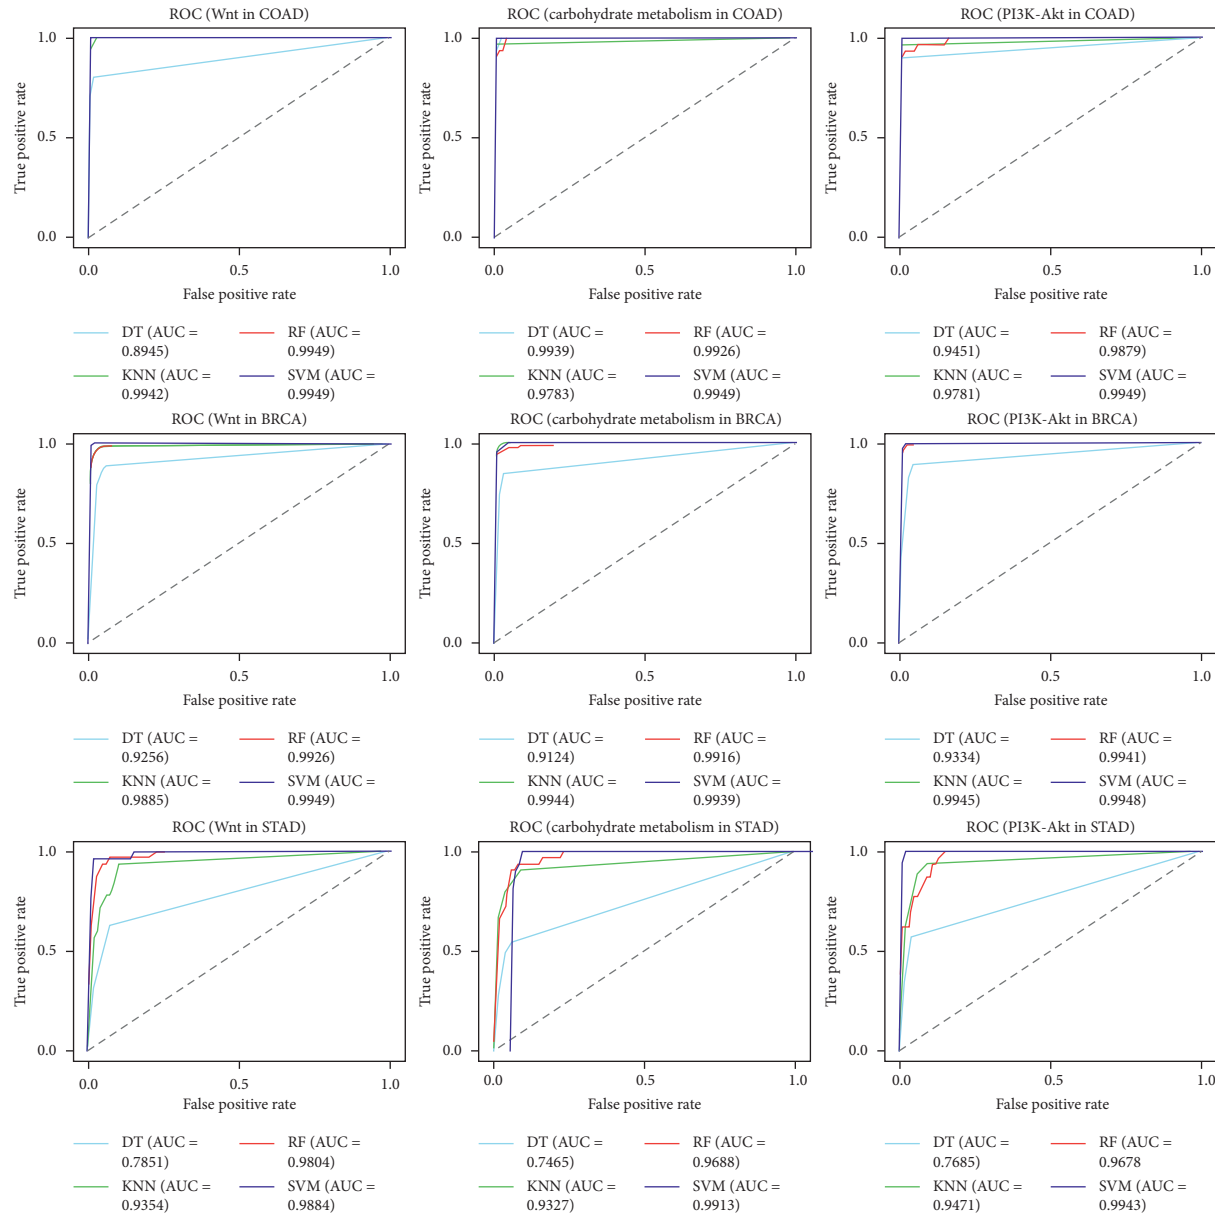 ROC (Wnt in COAD)
1.0
0.5
0.0
True positive rate
0.0 0.5 1.0
False positive rate
DT (AUC =
0.8945)
RF (AUC =
0.9949)
KNN (AUC =
0.9942)
SVM (AUC =
0.9949)
ROC (carbohydrate metabolism in COAD)
1.0
0.5
0.0
True positive rate
0.0 0.5 1.0
False positive rate
DT (AUC =
0.9939)
RF (AUC =
0.9926)
KNN (AUC =
0.9783)
SVM (AUC =
0.9949)
ROC (PI3K-Akt in COAD)
1.0
0.5
0.0
True positive rate
0.0 0.5 1.0
False positive rate
DT (AUC =
0.9451)
RF (AUC =
0.9879)
KNN (AUC =
0.9781)
SVM (AUC =
0.9949)
ROC (Wnt in BRCA)
1.0
0.5
0.0
True positive rate
0.0 0.5 1.0
False positive rate
DT (AUC =
0.9256)
RF (AUC =
0.9926)
KNN (AUC =
0.9885)
SVM (AUC =
0.9949)
ROC (carbohydrate metabolism in BRCA)
1.0
0.5
0.0
True positive rate
0.0 0.5 1.0
False positive rate
DT (AUC =
0.9124)
RF (AUC =
0.9916)
KNN (AUC =
0.9944)
SVM (AUC =
0.9939)
ROC (PI3K-Akt in BRCA)
1.0
0.5
0.0
True positive rate
0.0 0.5 1.0
False positive rate
DT (AUC =
0.9334)
RF (AUC =
0.9941)
KNN (AUC =
0.9945)
SVM (AUC =
0.9948)
ROC (Wnt in STAD)
1.0
0.5
0.0
True positive rate
0.0 0.5 1.0
False positive rate
DT (AUC =
0.7851)
RF (AUC =
0.9804)
KNN (AUC =
0.9354)
SVM (AUC =
0.9884)
ROC (carbohydrate metabolism in STAD)
1.0
0.5
0.0
True positive rate
0.0 0.5 1.0
False positive rate
DT (AUC =
0.7465)
RF (AUC =
0.9688)
KNN (AUC =
0.9327)
SVM (AUC =
0.9913)
ROC (PI3K-Akt in STAD)
1.0
0.5
0.0
True positive rate
0.0 0.5 1.0
False positive rate
DT (AUC =
0.7685)
RF (AUC =
0.9678
KNN (AUC =
0.9471)
SVM (AUC =
0.9943)